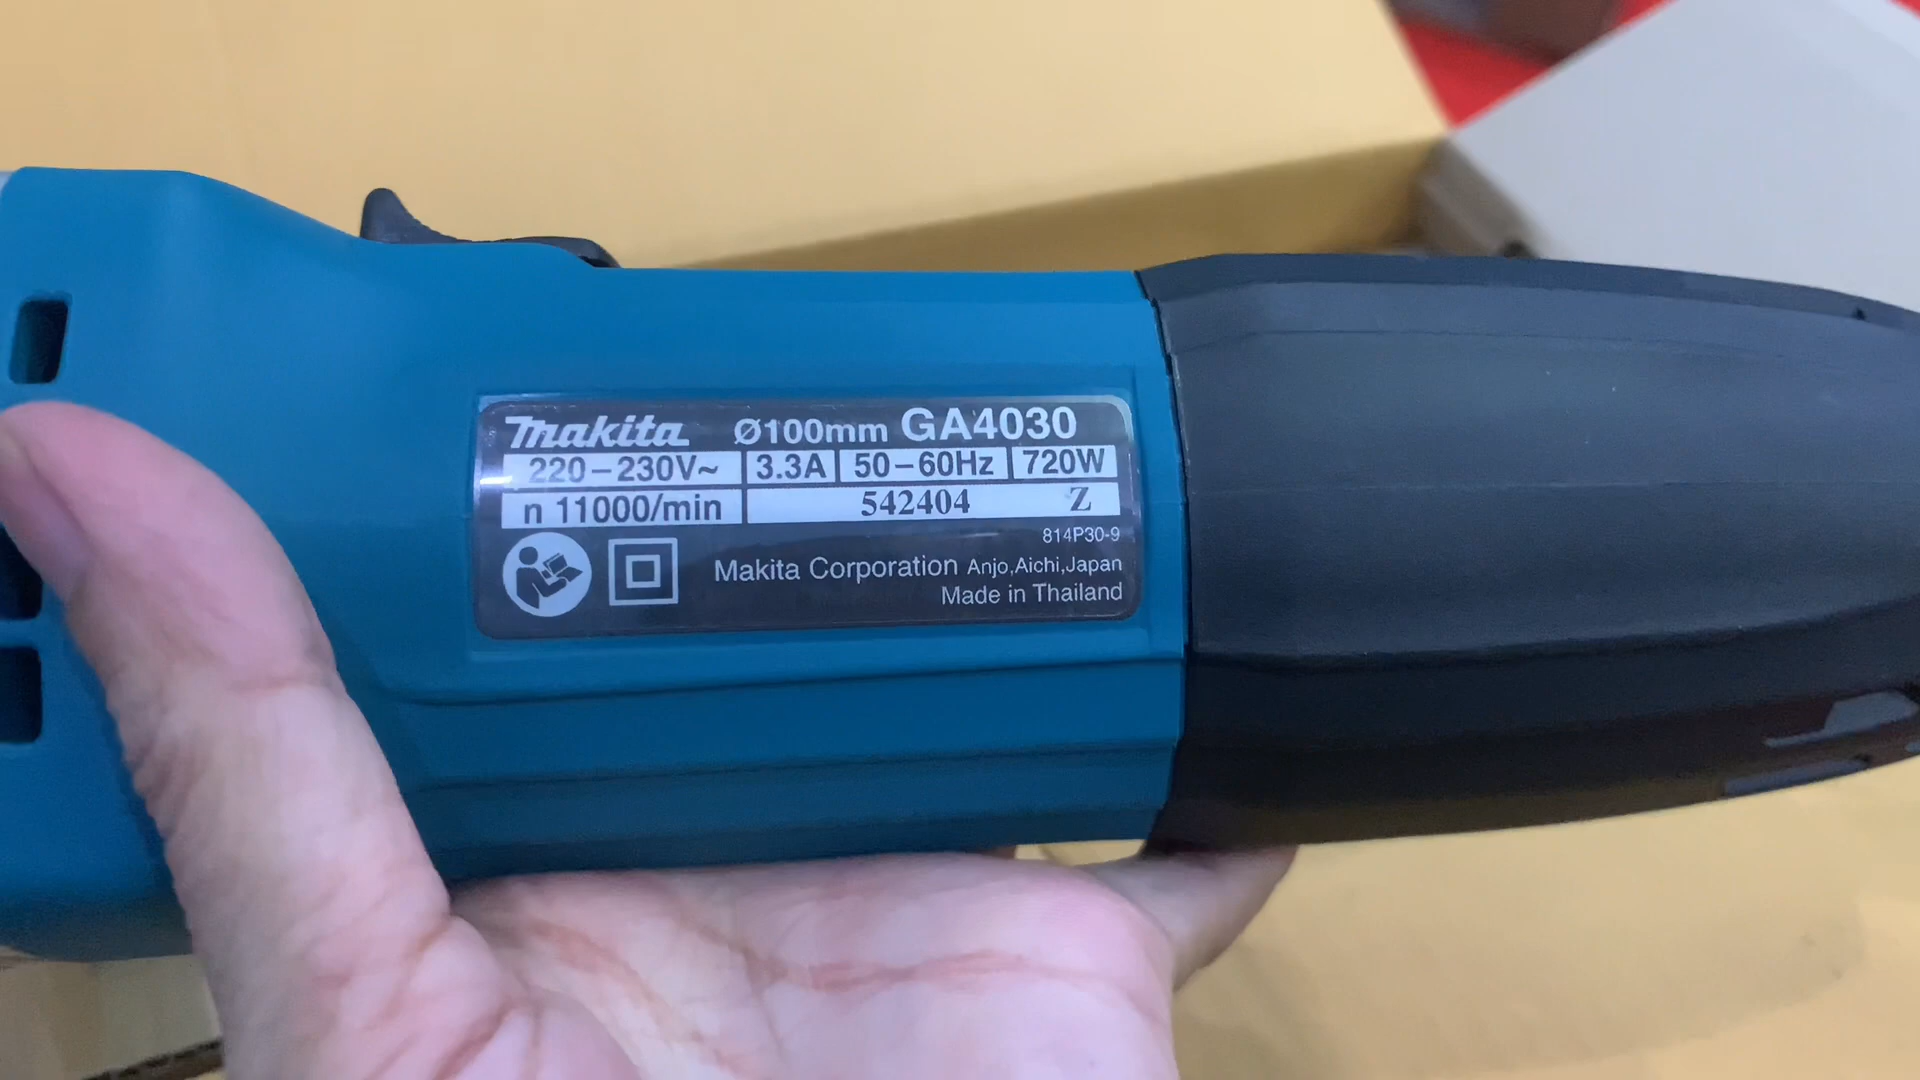 makita Ø100mm GA4030
220–230V~ 3.3A 50–60Hz 720W
n 11000/min 542404 Z
814P30-9
Makita Corporation Anjo,Aichi,Japan
Made in Thailand